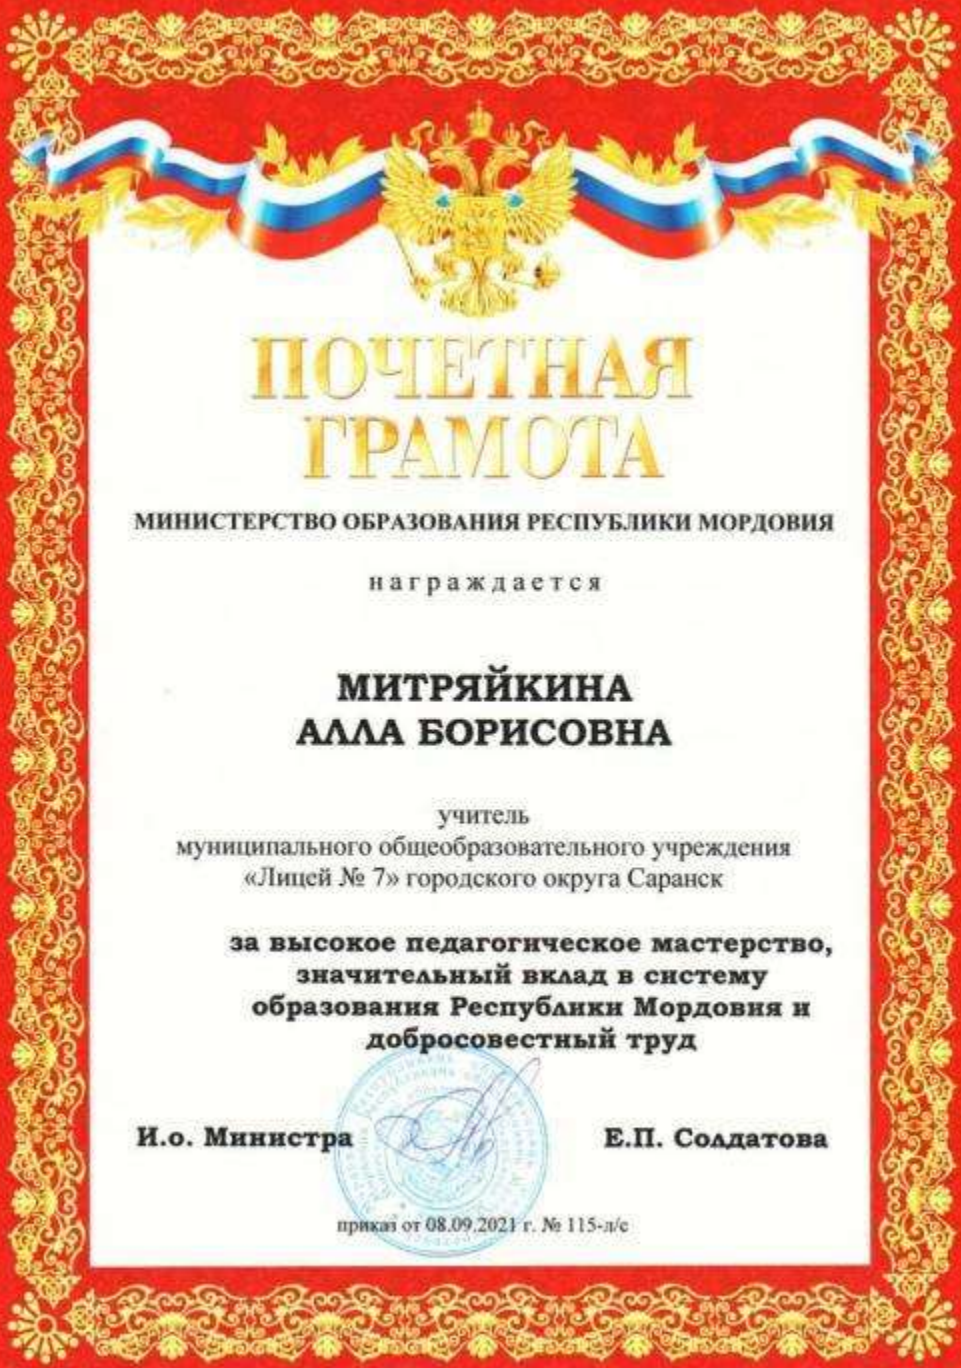 ПОЧЕТНАЯ
ГРАМОТА
МИНИСТЕРСТВО ОБРАЗОВАНИЯ РЕСПУБЛИКИ МОРДОВИЯ
награждается
МИТРЯЙКИНА
АЛЛА БОРИСОВНА
учитель
муниципального общеобразовательного учреждения
«Лицей № 7» городского округа Саранск
за высокое педагогическое мастерство,
значительный вклад в систему
образования Республики Мордовия и
добросовестный труд
И.о. Министра Е.П. Солдатова
приказ от 08.09.2021 г. № 115-л/с